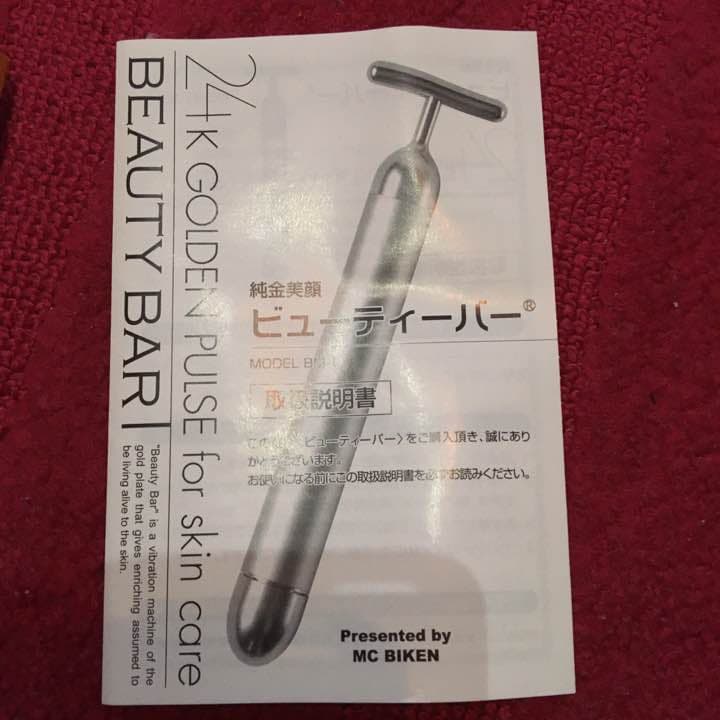 24K GOLDEN PULSE for skin care
BEAUTY BAR
"Beauty Bar" is a vibration machine of the
gold plate that gives enriching assumed to
be living alive to the skin.
純金美顔
ビューティーバー®
MODEL
取扱説明書
ビューティーバー〉をご購入頂き、誠にあり
がとうございます。
お使いになる前にこの取扱説明書を必ずお読みください。
Presented by
MC BIKEN